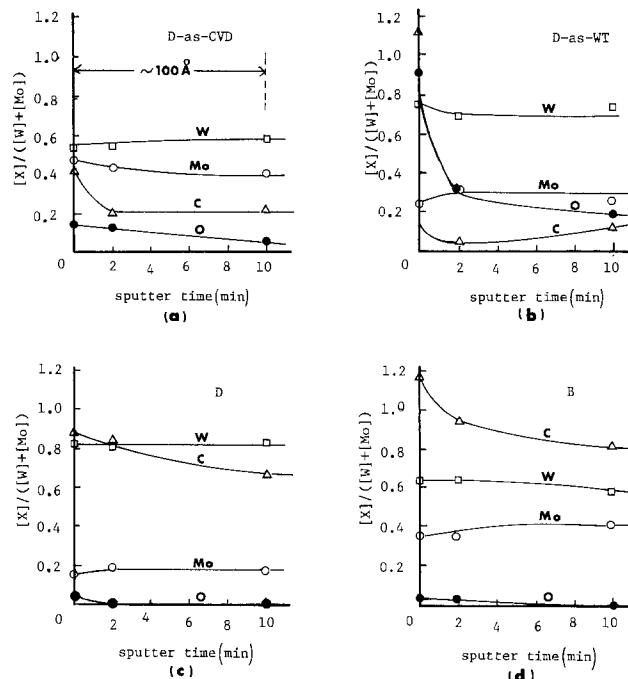 D-as-CVD
[X]/([W]+[Mo])
1.2
1.0
0.8
0.6
0.4
0.2
~100Å
W
Mo
C
O
0 2 4 6 8 10
sputter time(min)
(a)
D-as-WT
[X]/([W]+[Mo])
1.2
1.0
0.8
0.6
0.4
0.2
W
Mo
O
C
0 2 4 6 8 10
sputter time(min)
(b)
D
[X]/([W]+[Mo])
1.2
1.0
0.8
0.6
0.4
0.2
W
C
Mo
O
0 2 4 6 8 10
sputter time(min)
(c)
B
[X]/([W]+[Mo])
1.2
1.0
0.8
0.6
0.4
0.2
C
W
Mo
O
0 2 4 6 8 10
sputter time(min)
(d)